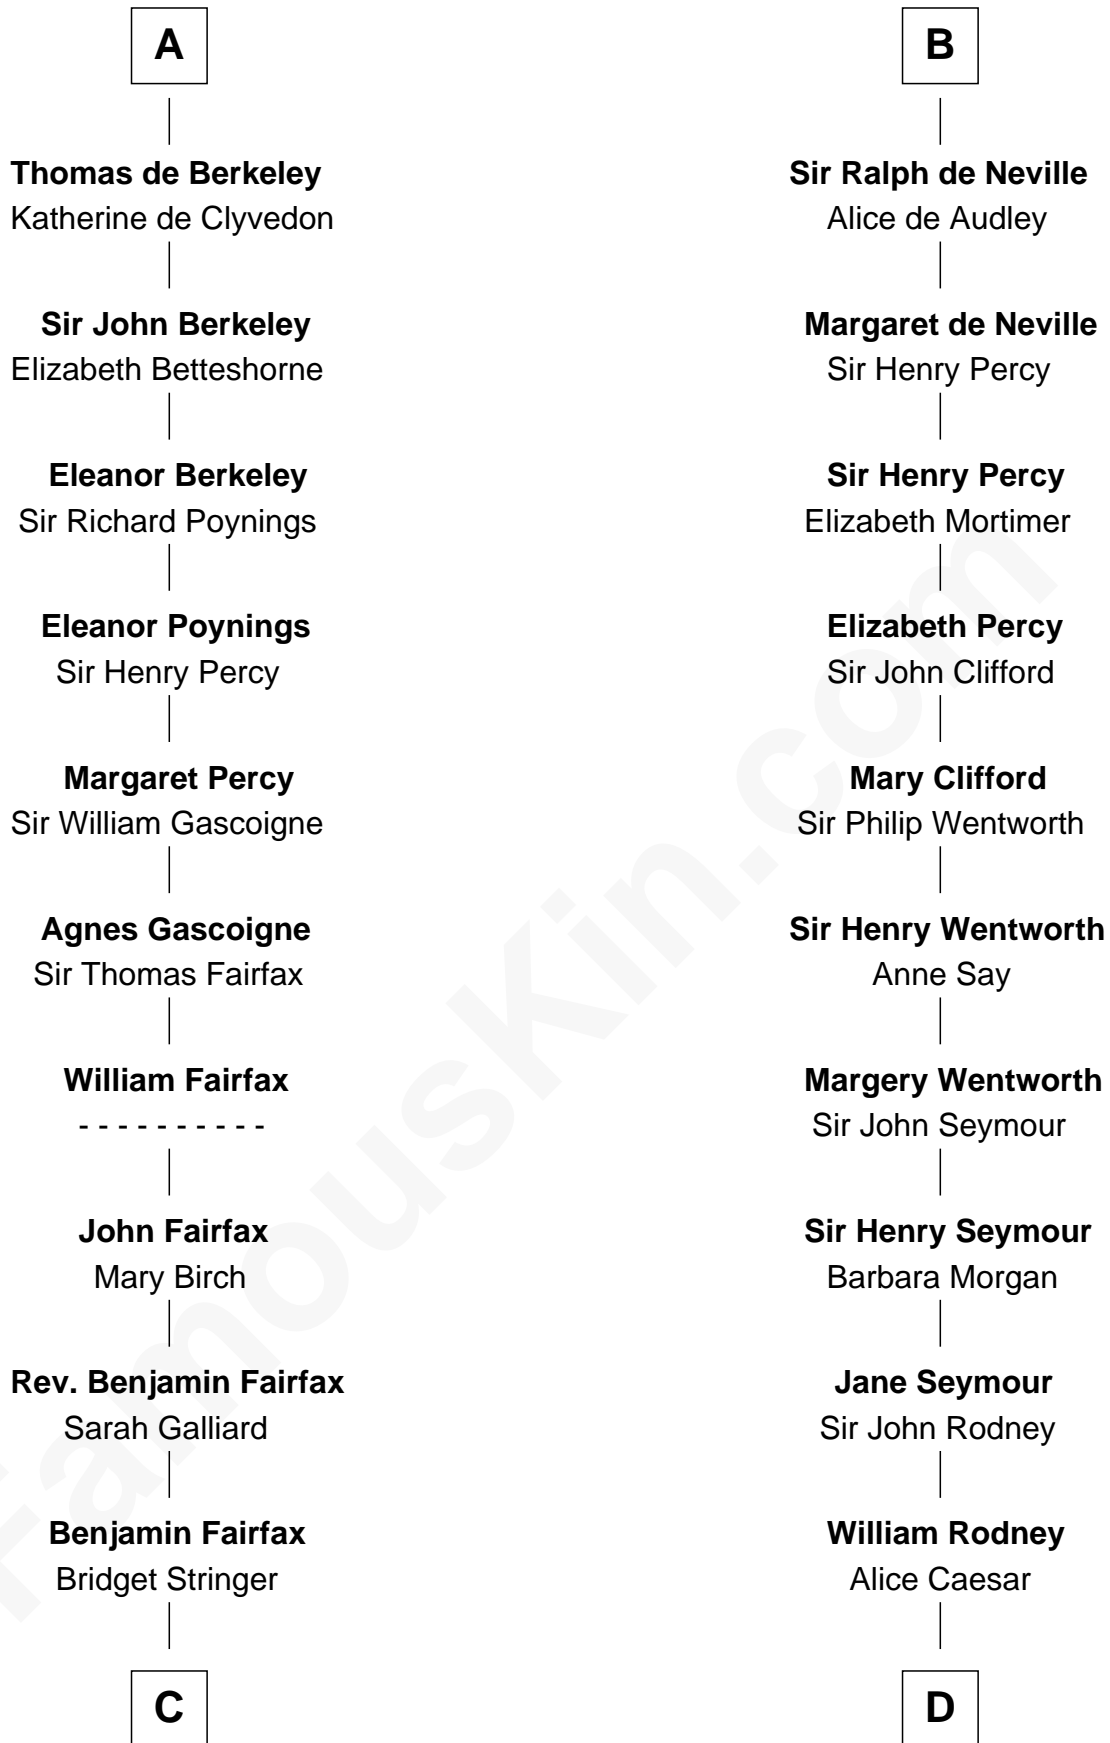 A
Thomas de Berkeley
Katherine de Clyvedon
Sir John Berkeley
Elizabeth Betteshorne
Eleanor Berkeley
Sir Richard Poynings
Eleanor Poynings
Sir Henry Percy
Margaret Percy
Sir William Gascoigne
Agnes Gascoigne
Sir Thomas Fairfax
William Fairfax
- - - - - - - - - -
John Fairfax
Mary Birch
Rev. Benjamin Fairfax
Sarah Galliard
Benjamin Fairfax
Bridget Stringer
C
B
Sir Ralph de Neville
Alice de Audley
Margaret de Neville
Sir Henry Percy
Sir Henry Percy
Elizabeth Mortimer
Elizabeth Percy
Sir John Clifford
Mary Clifford
Sir Philip Wentworth
Sir Henry Wentworth
Anne Say
Margery Wentworth
Sir John Seymour
Sir Henry Seymour
Barbara Morgan
Jane Seymour
Sir John Rodney
William Rodney
Alice Caesar
D
FamousKin.com